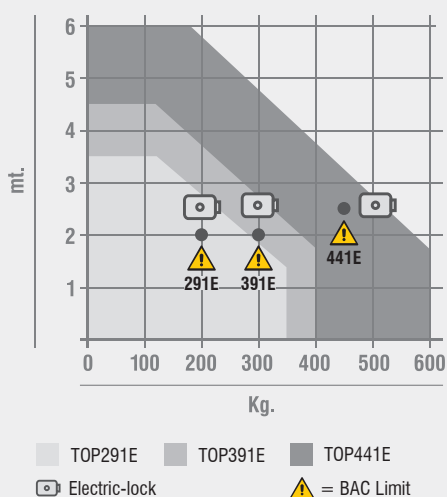 6
5
4
3
2
1
mt.
291E
391E
441E
0 100 200 300 400 500 600
Kg.
TOP291E TOP391E TOP441E
Electric-lock
= BAC Limit